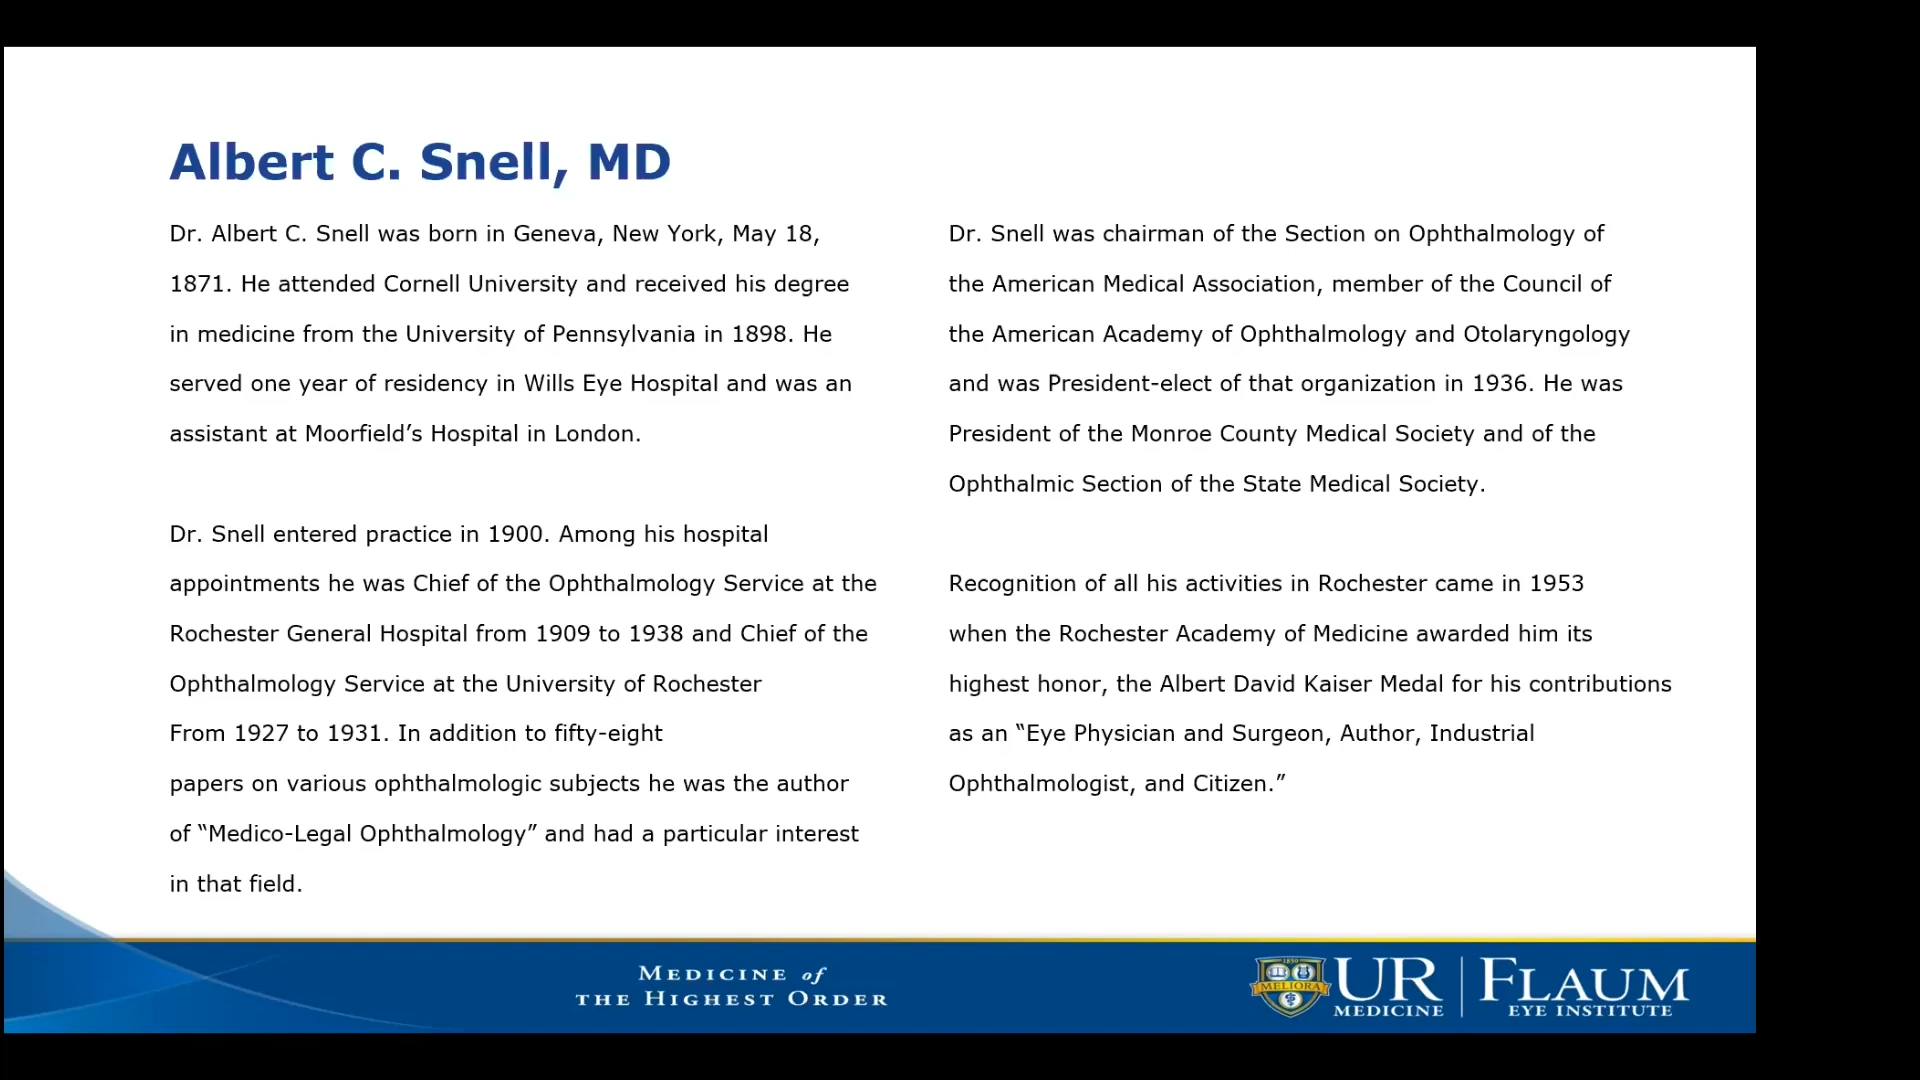 Albert C. Snell, MD
Dr. Albert C. Snell was born in Geneva, New York, May 18,
1871. He attended Cornell University and received his degree
in medicine from the University of Pennsylvania in 1898. He
served one year of residency in Wills Eye Hospital and was an
assistant at Moorfield’s Hospital in London.
Dr. Snell entered practice in 1900. Among his hospital
appointments he was Chief of the Ophthalmology Service at the
Rochester General Hospital from 1909 to 1938 and Chief of the
Ophthalmology Service at the University of Rochester
From 1927 to 1931. In addition to fifty-eight
papers on various ophthalmologic subjects he was the author
of “Medico-Legal Ophthalmology” and had a particular interest
in that field.
Dr. Snell was chairman of the Section on Ophthalmology of
the American Medical Association, member of the Council of
the American Academy of Ophthalmology and Otolaryngology
and was President-elect of that organization in 1936. He was
President of the Monroe County Medical Society and of the
Ophthalmic Section of the State Medical Society.
Recognition of all his activities in Rochester came in 1953
when the Rochester Academy of Medicine awarded him its
highest honor, the Albert David Kaiser Medal for his contributions
as an “Eye Physician and Surgeon, Author, Industrial
Ophthalmologist, and Citizen.”
MEDICINE of
THE HIGHEST ORDER
1850
MELIORA
UR
MEDICINE
FLAUM
EYE INSTITUTE